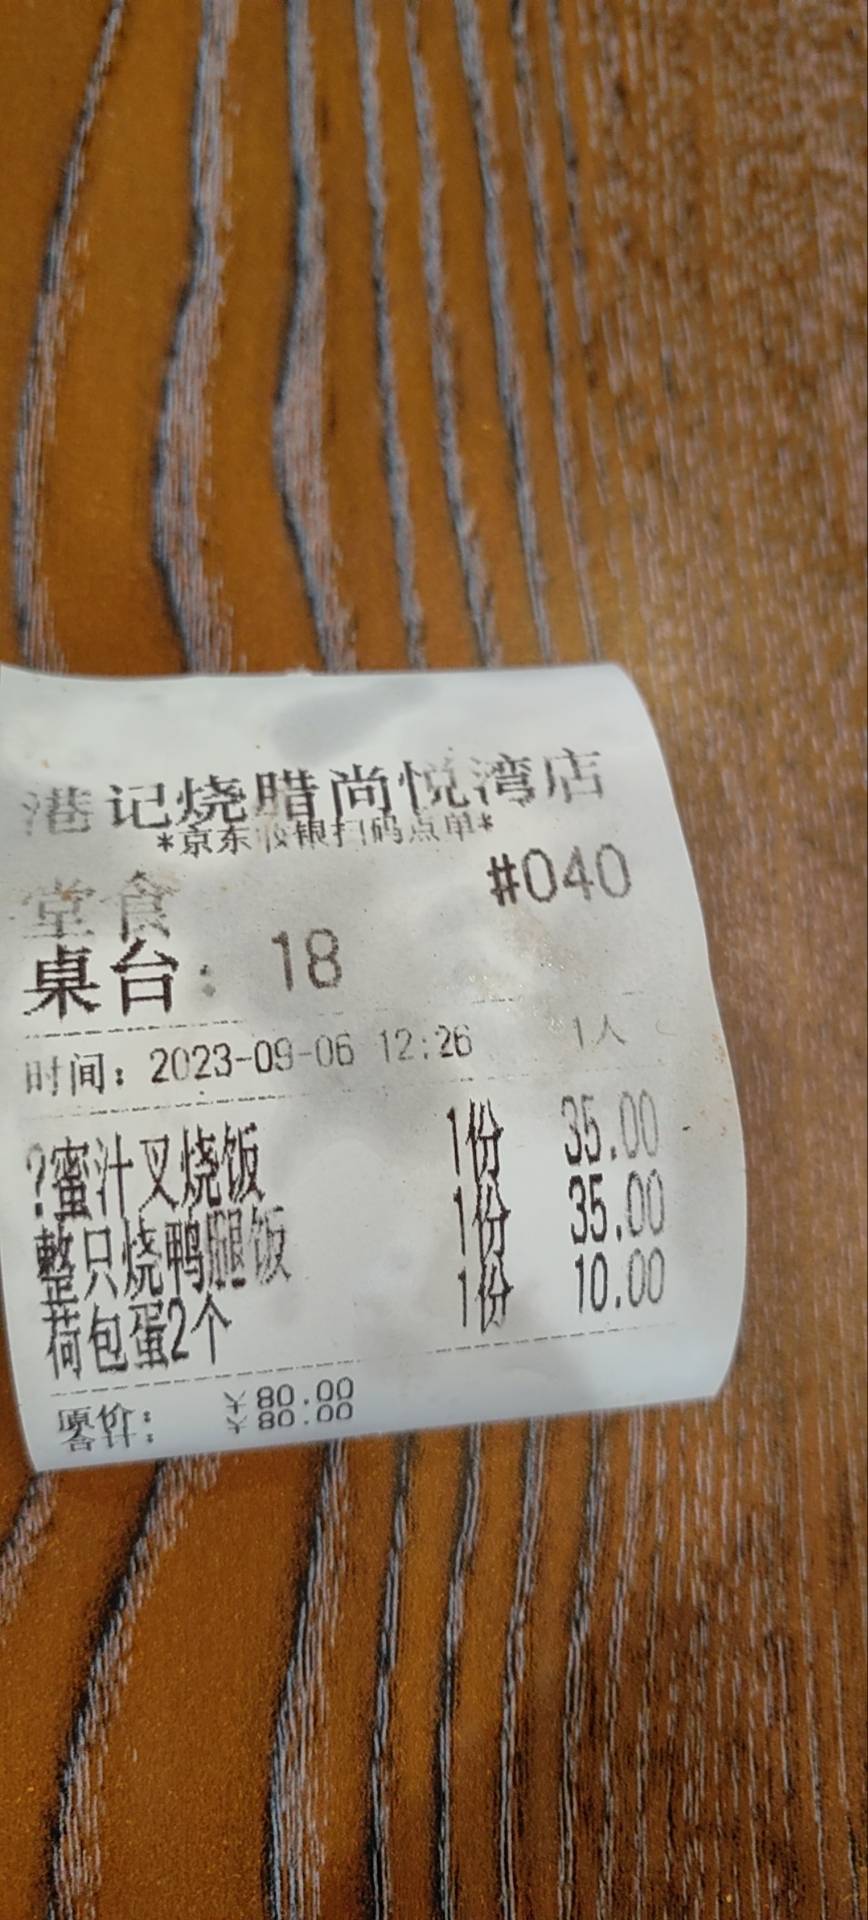 港记烧腊尚悦湾店
*京东收银扫码点单*
堂食 #040
桌台： 18
时间：2023-09-06 12:26 1人
?蜜汁叉烧饭 1份 35.00
整只烧鸭腿饭 1份 35.00
荷包蛋2个 1份 10.00
原价： ￥80.00
合计： ￥80.00